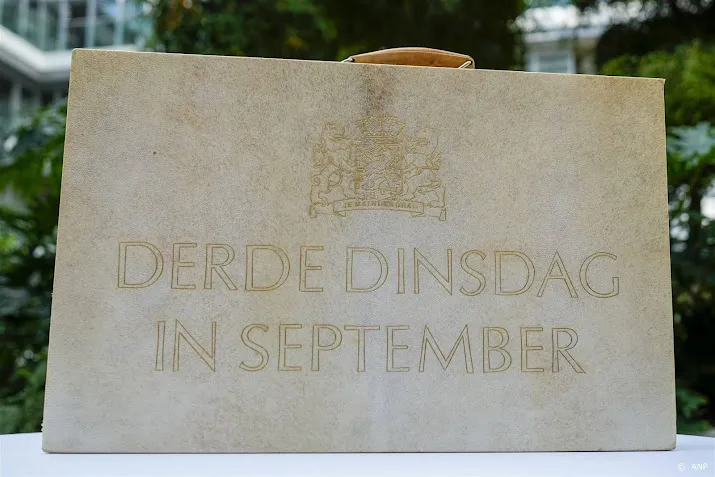 JE MAINTIENDRAI
DERDE DINSDAG
IN SEPTEMBER
© ANP